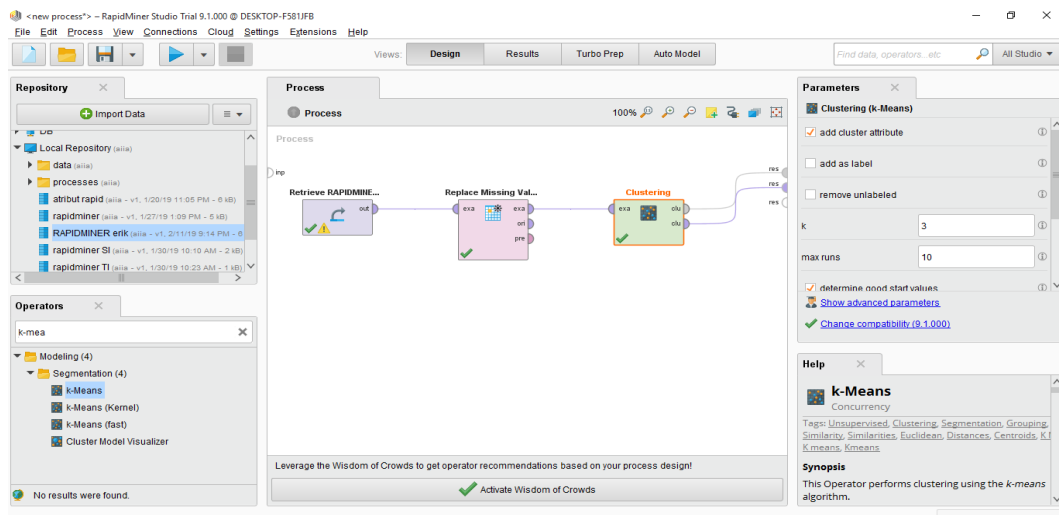 <new process*> – RapidMiner Studio Trial 9.1.000 @ DESKTOP-F581JFB
File Edit Process View Connections Cloud Settings Extensions Help
Views: Design Results Turbo Prep Auto Model
Find data, operators...etc
All Studio
Repository
Import Data
DB
Local Repository (aiia)
data (aiia)
processes (aiia)
atribut rapid (aiia - v1, 1/20/19 11:05 PM - 6 kB)
rapidminer (aiia - v1, 1/27/19 1:09 PM - 5 kB)
RAPIDMINER erik (aiia - v1, 2/11/19 9:14 PM - 6
rapidminer SI (aiia - v1, 1/30/19 10:10 AM - 2 kB)
rapidminer TI (aiia - v1, 1/30/19 10:23 AM - 1 kB)
Operators
k-mea
Modeling (4)
Segmentation (4)
k-Means
k-Means (Kernel)
k-Means (fast)
Cluster Model Visualizer
No results were found.
Process
Process
100%
Process
inp
res
res
res
Retrieve RAPIDMINE...
out
Replace Missing Val...
exa exa
ori
pre
Clustering
exa clu
clu
Leverage the Wisdom of Crowds to get operator recommendations based on your process design!
Activate Wisdom of Crowds
Parameters
Clustering (k-Means)
add cluster attribute
add as label
remove unlabeled
k 3
max runs 10
determine good start values
Show advanced parameters
Change compatibility (9.1.000)
Help
k-Means
Concurrency
Tags: Unsupervised, Clustering, Segmentation, Grouping,
Similarity, Similarities, Euclidean, Distances, Centroids, K
K means, Kmeans
Synopsis
This Operator performs clustering using the k-means
algorithm.